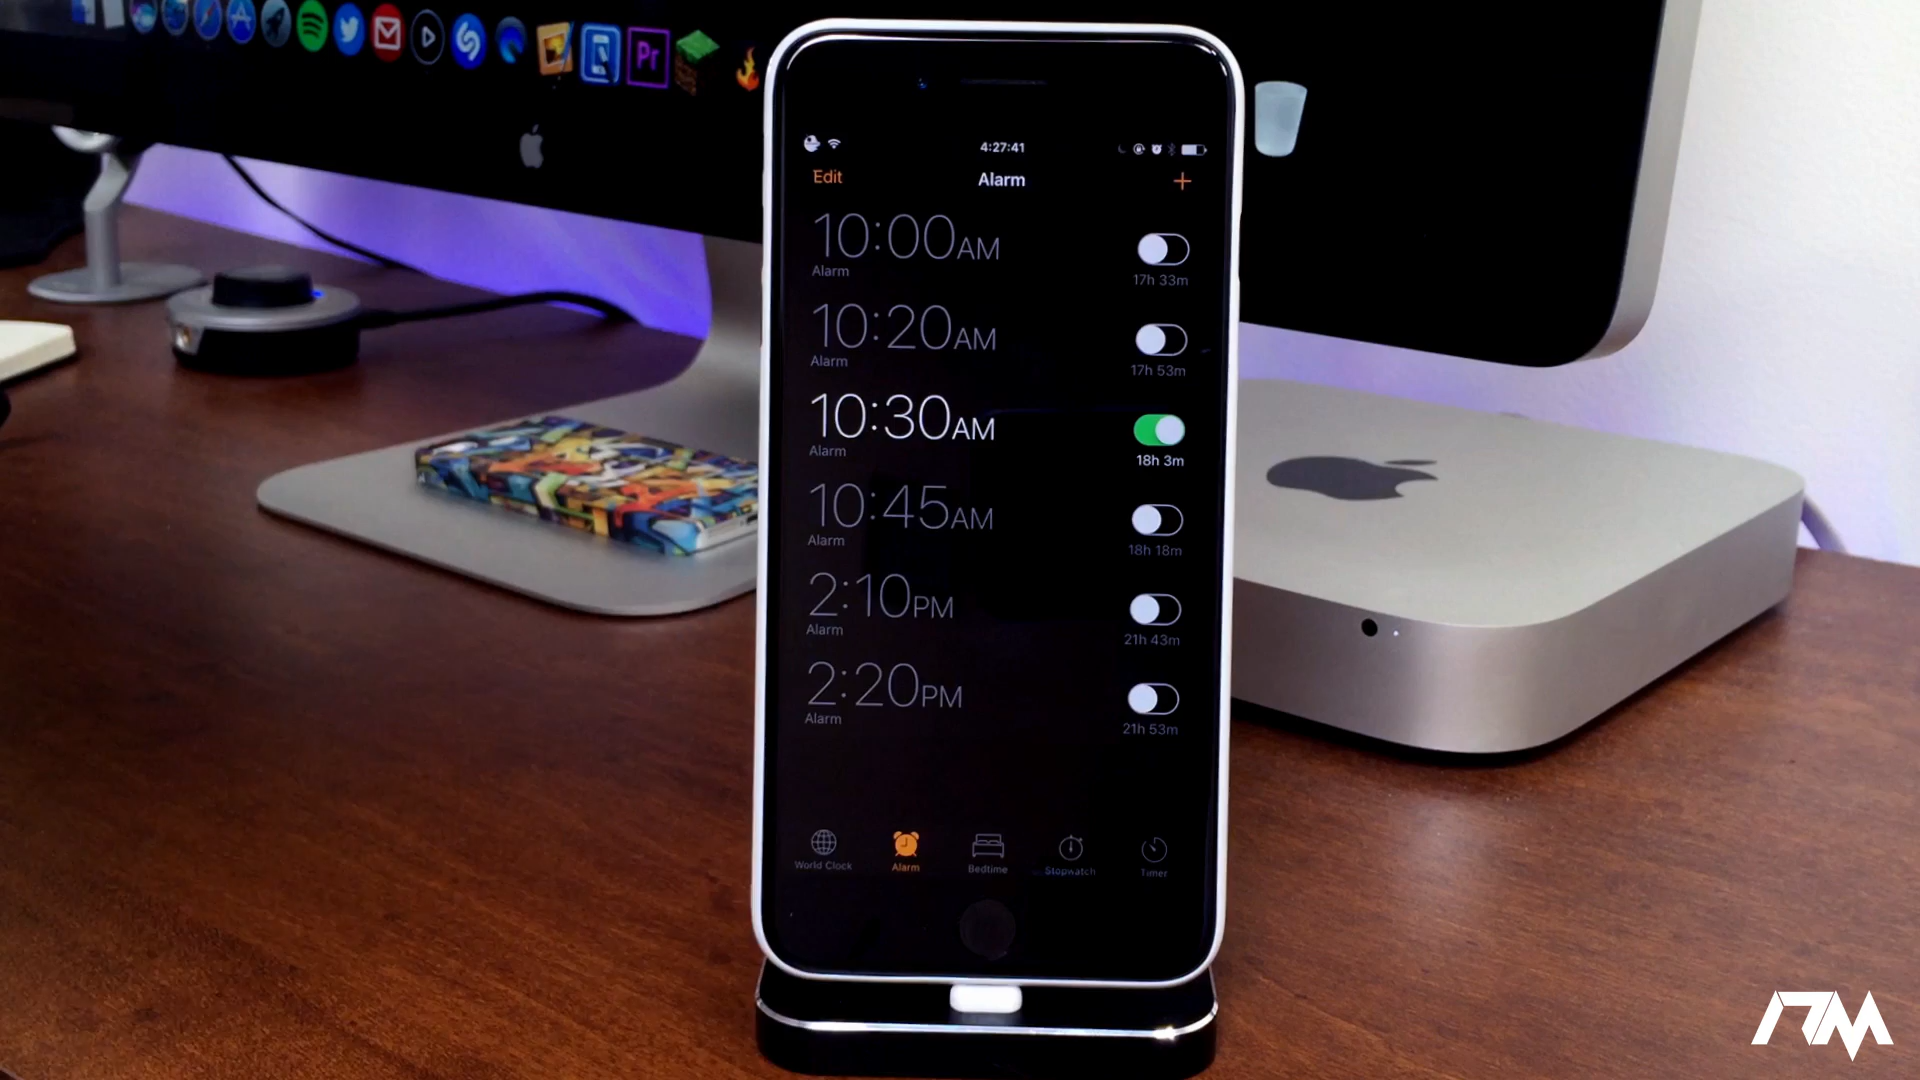 Pr
4:27:41
Edit
Alarm
+
10:00AM
Alarm
17h 33m
10:20AM
Alarm
17h 53m
10:30AM
Alarm
18h 3m
10:45AM
Alarm
18h 18m
2:10PM
Alarm
21h 43m
2:20PM
Alarm
21h 53m
World Clock
Alarm
Bedtime
Stopwatch
Timer